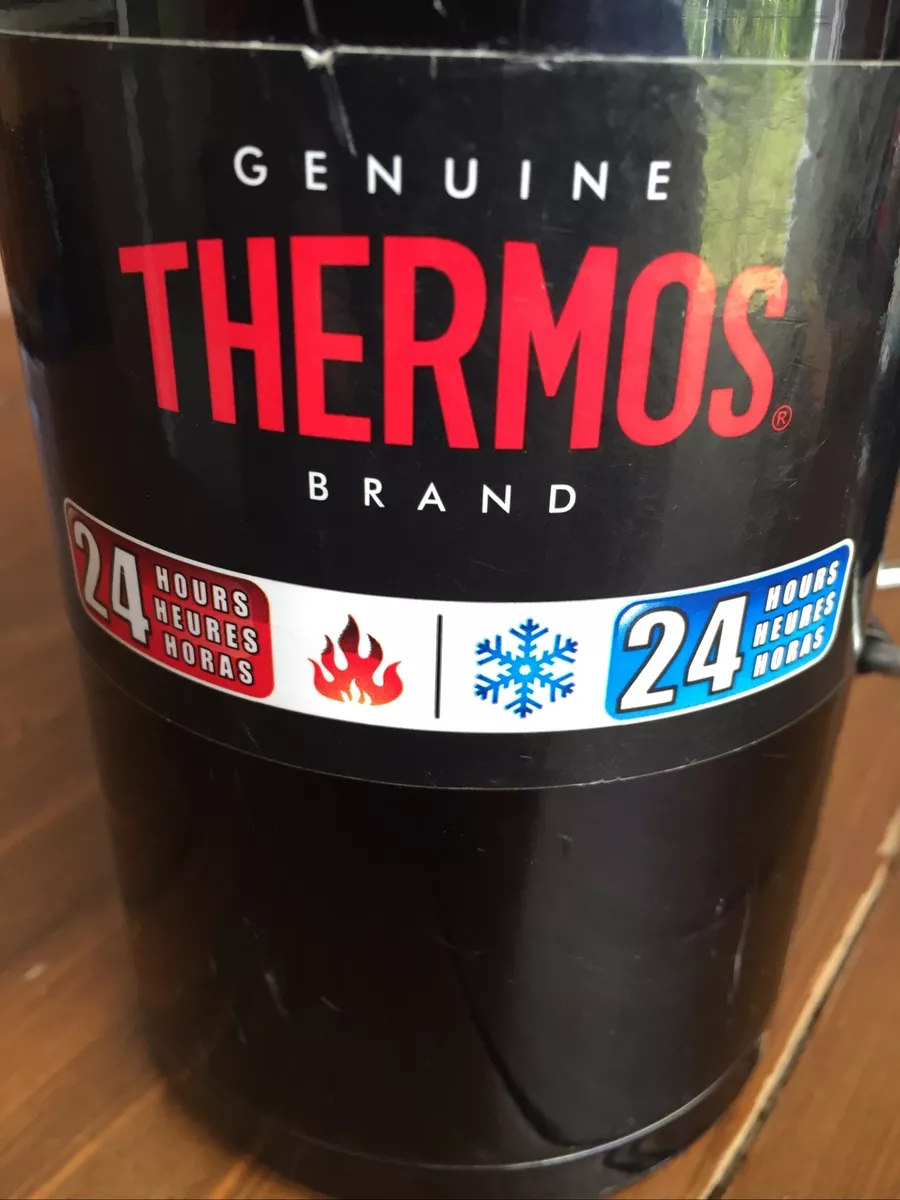 GENUINE
THERMOS®
BRAND
24 HOURS
HEURES
HORAS
24 HOURS
HEURES
HORAS